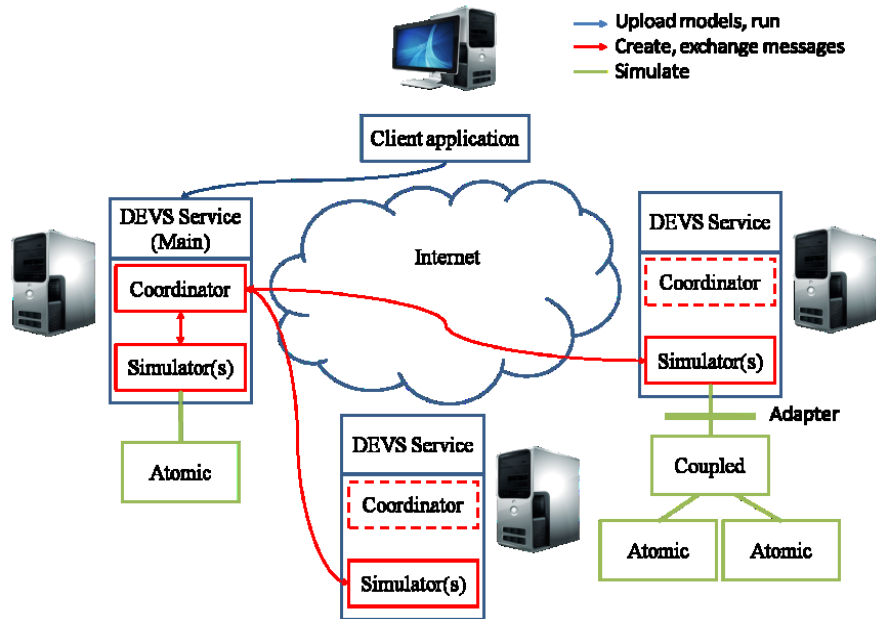 Upload models, run
Create, exchange messages
Simulate
Client application
DEVS Service
(Main)
Coordinator
Simulator(s)
Atomic
Internet
DEVS Service
Coordinator
Simulator(s)
DEVS Service
Coordinator
Simulator(s)
Adapter
Coupled
Atomic
Atomic